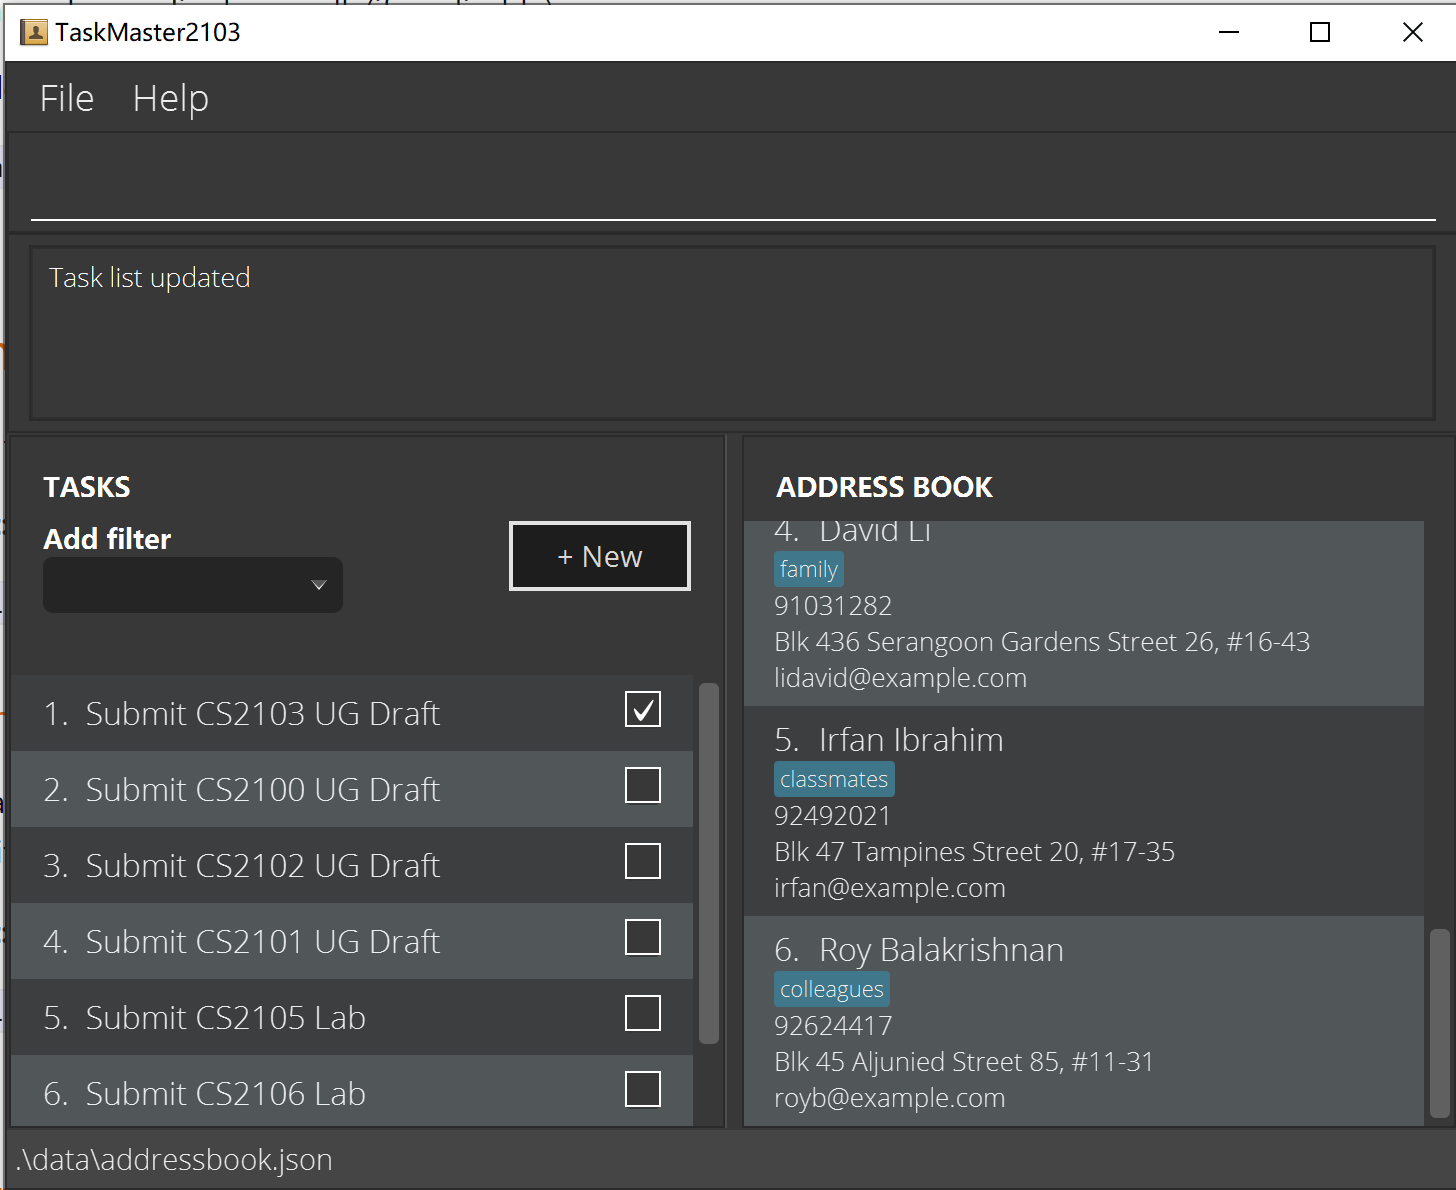 TaskMaster2103
File Help
Task list updated
TASKS
Add filter
+ New
1. Submit CS2103 UG Draft
2. Submit CS2100 UG Draft
3. Submit CS2102 UG Draft
4. Submit CS2101 UG Draft
5. Submit CS2105 Lab
6. Submit CS2106 Lab
ADDRESS BOOK
4. David Li
family
91031282
Blk 436 Serangoon Gardens Street 26, #16-43
lidavid@example.com
5. Irfan Ibrahim
classmates
92492021
Blk 47 Tampines Street 20, #17-35
irfan@example.com
6. Roy Balakrishnan
colleagues
92624417
Blk 45 Aljunied Street 85, #11-31
royb@example.com
.\data\addressbook.json